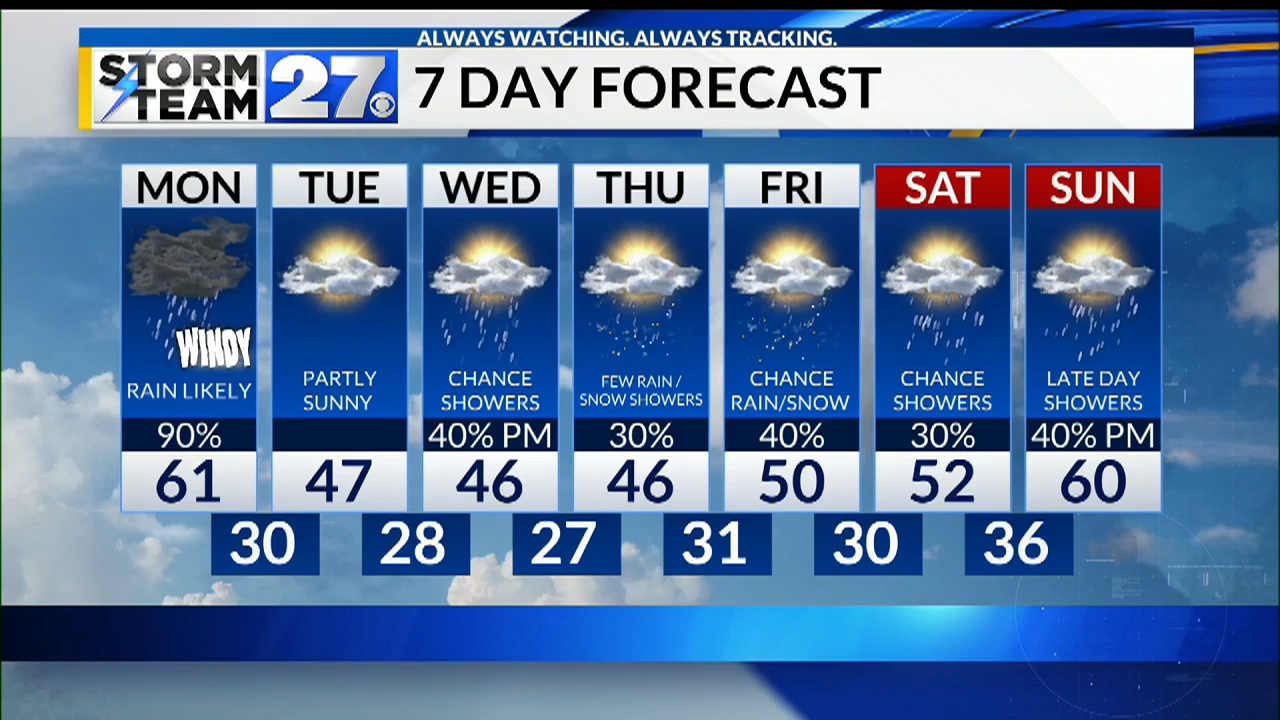 ALWAYS WATCHING. ALWAYS TRACKING.
STORM
TEAM
27
7 DAY FORECAST
MON
TUE
WED
THU
FRI
SAT
SUN
WINDY
RAIN LIKELY
PARTLY
SUNNY
CHANCE
SHOWERS
FEW RAIN /
SNOW SHOWERS
CHANCE
RAIN/SNOW
CHANCE
SHOWERS
LATE DAY
SHOWERS
90%
40% PM
30%
40%
30%
40% PM
61
47
46
46
50
52
60
30
28
27
31
30
36